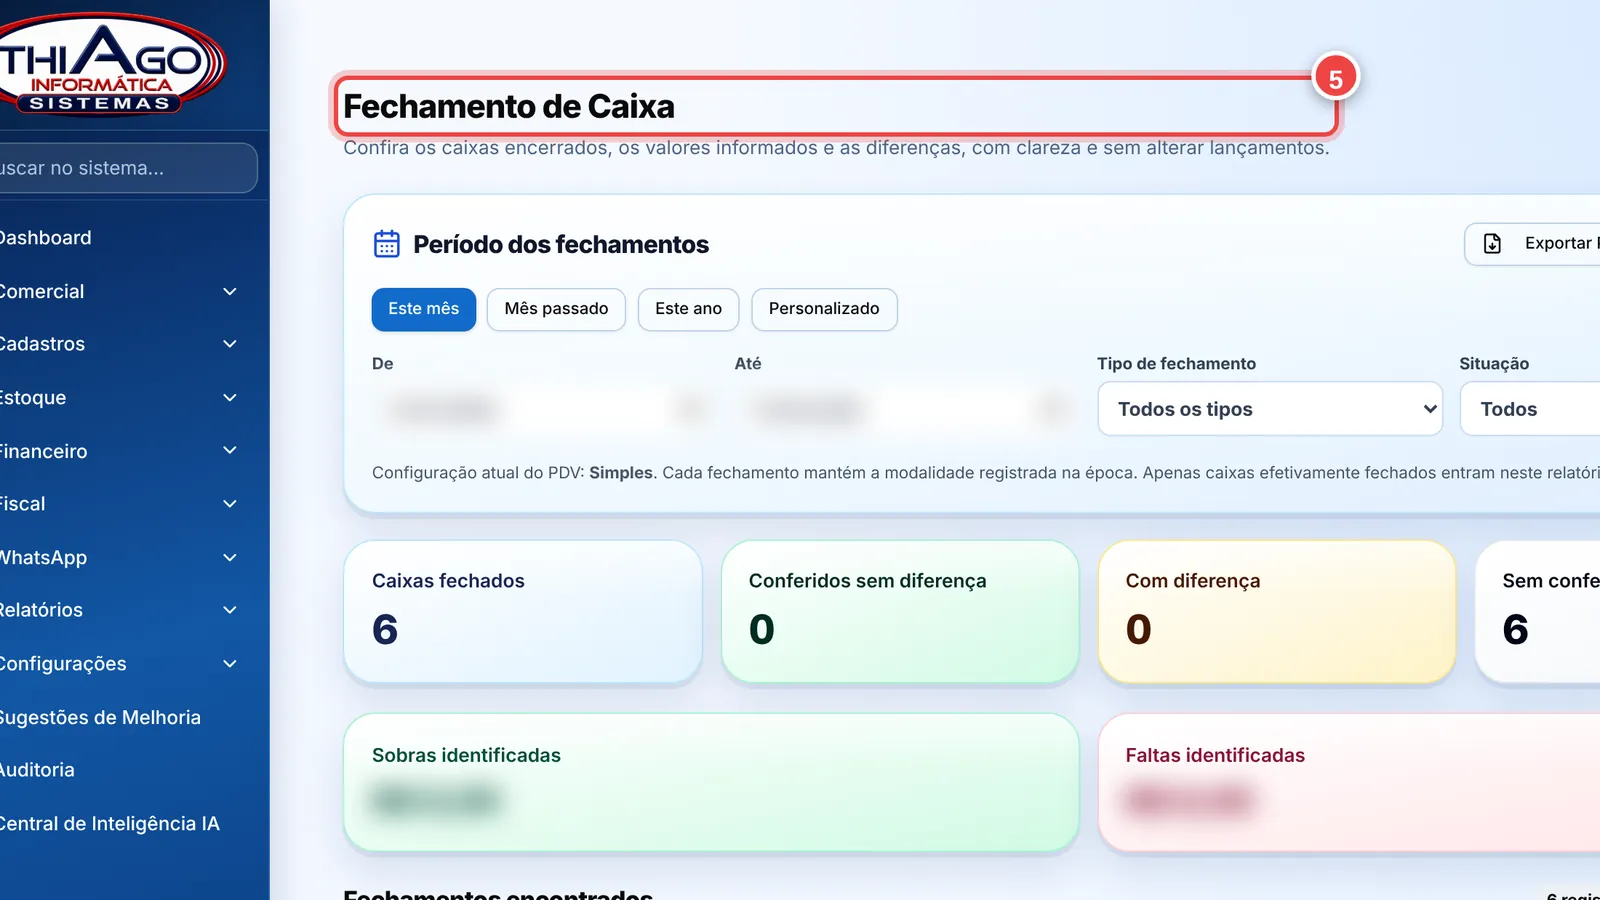 THIAGO
INFORMÁTICA
SISTEMAS
uscar no sistema...
Dashboard
Comercial
Cadastros
Estoque
Financeiro
Fiscal
WhatsApp
Relatórios
Configurações
Sugestões de Melhoria
Auditoria
Central de Inteligência IA
5
Fechamento de Caixa
Confira os caixas encerrados, os valores informados e as diferenças, com clareza e sem alterar lançamentos.
Período dos fechamentos
Exportar
Este mês
Mês passado
Este ano
Personalizado
De
Até
Tipo de fechamento
Situação
Todos os tipos
Todos
Configuração atual do PDV: Simples. Cada fechamento mantém a modalidade registrada na época. Apenas caixas efetivamente fechados entram neste relatóri
Caixas fechados
6
Conferidos sem diferença
0
Com diferença
0
Sem confe
6
Sobras identificadas
Faltas identificadas
Fechamentos encontrados
6 regis